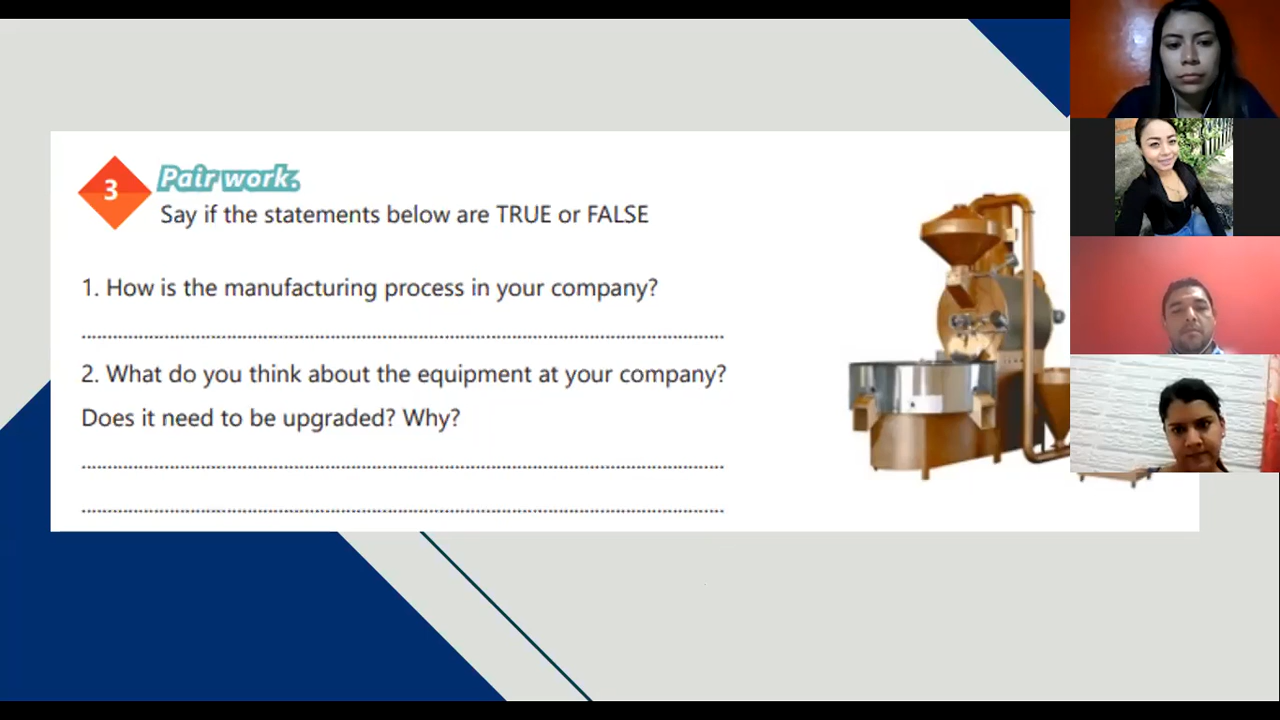 3
Pair work.
Say if the statements below are TRUE or FALSE
1. How is the manufacturing process in your company?
2. What do you think about the equipment at your company?
Does it need to be upgraded? Why?